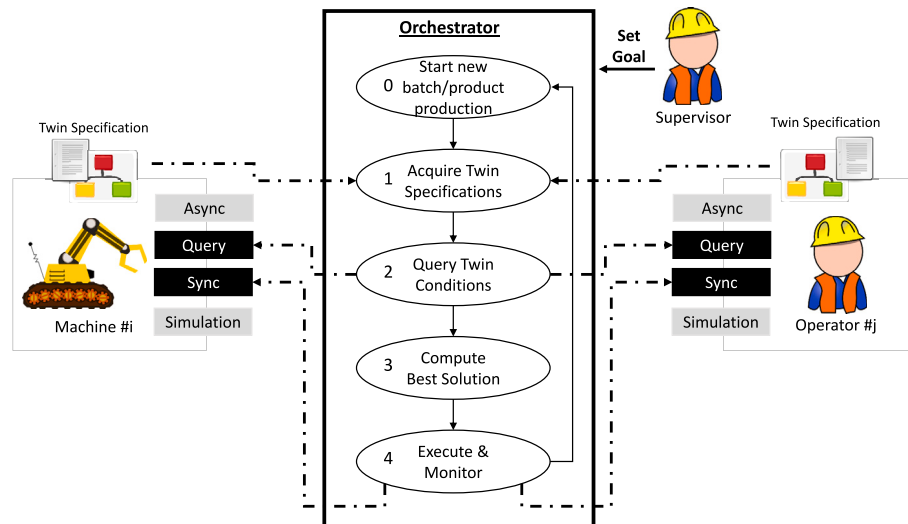 Orchestrator
Set
Goal
0
Start new
batch/product
production
Supervisor
Twin Specification
Twin Specification
1
Acquire Twin
Specifications
Async
Query
Sync
Simulation
Machine #i
2
Query Twin
Conditions
Async
Query
Sync
Simulation
Operator #j
3
Compute
Best Solution
4
Execute &
Monitor